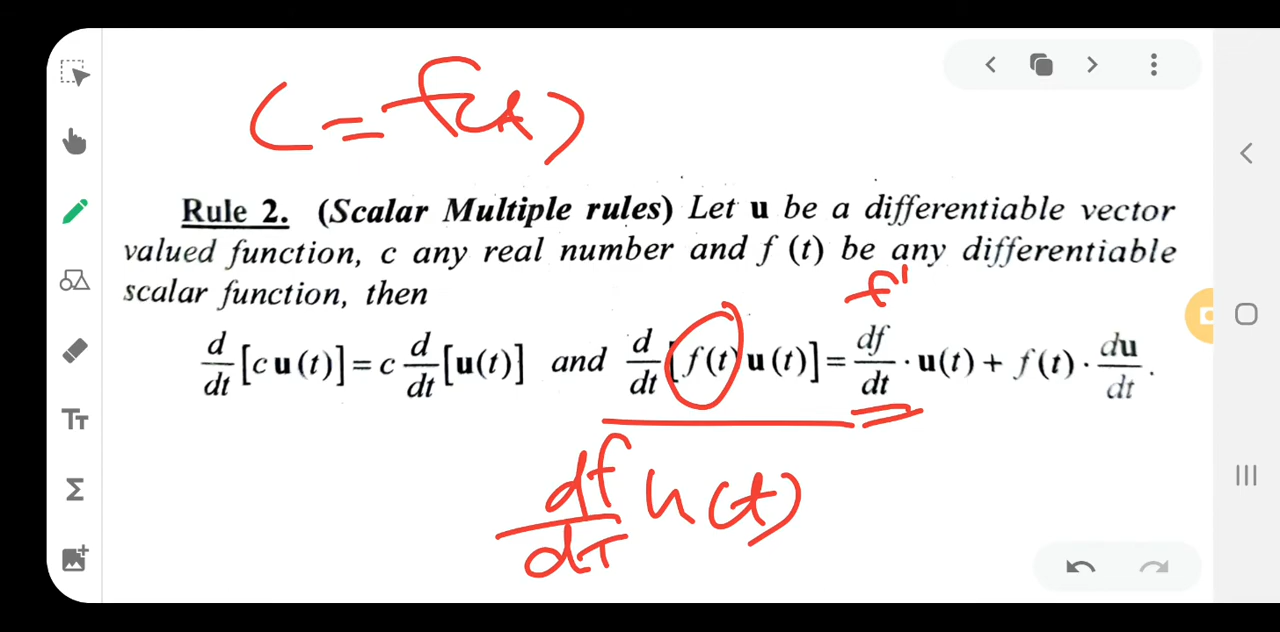 C = f(t)
Rule 2. (Scalar Multiple rules) Let u be a differentiable vector
valued function, c any real number and f (t) be any differentiable
scalar function, then
f'
d/dt [c u (t)] = c d/dt [u(t)] and d/dt [f(t) u (t)] = df/dt · u(t) + f(t) · du/dt .
df/dT u(t)
Tт
Σ